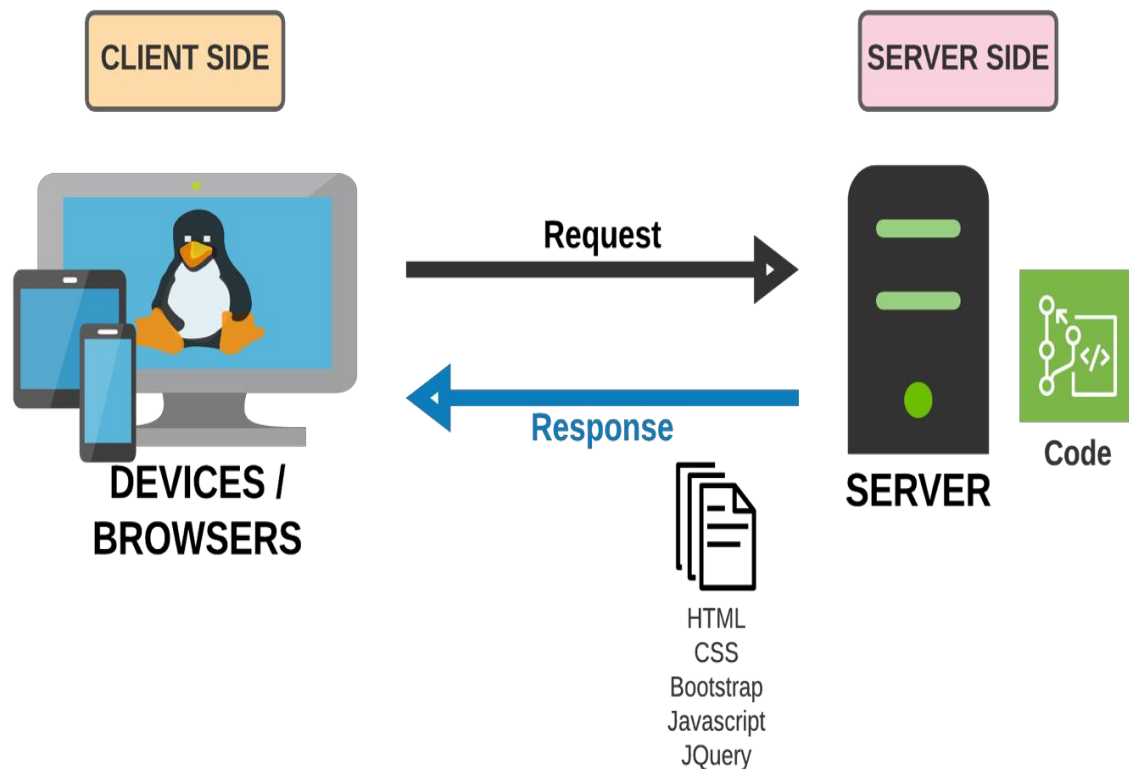 CLIENT SIDE
SERVER SIDE
Request
Response
</>
Code
DEVICES /
BROWSERS
SERVER
HTML
CSS
Bootstrap
Javascript
JQuery